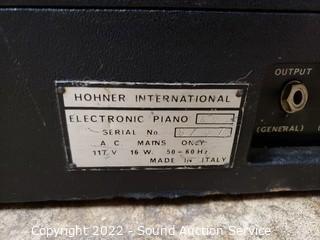 HOHNER INTERNATIONAL
OUTPUT
ELECTRONIC PIANO
SERIAL No.
A C MAINS ONLY
117 V 16 W. 50-60 Hz
MADE IN ITALY
(GENERAL)
Copyright 2022 - Sound Auction Service